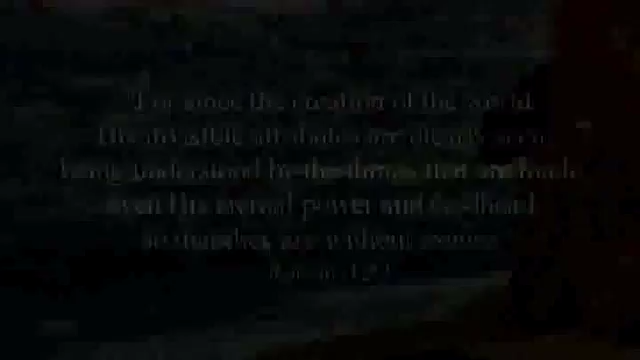 "For since the creation of the world
His invisible attributes are clearly seen,
being understood by the things that are made,
even His eternal power and Godhead
so that they are without excuse
Romans 1:20